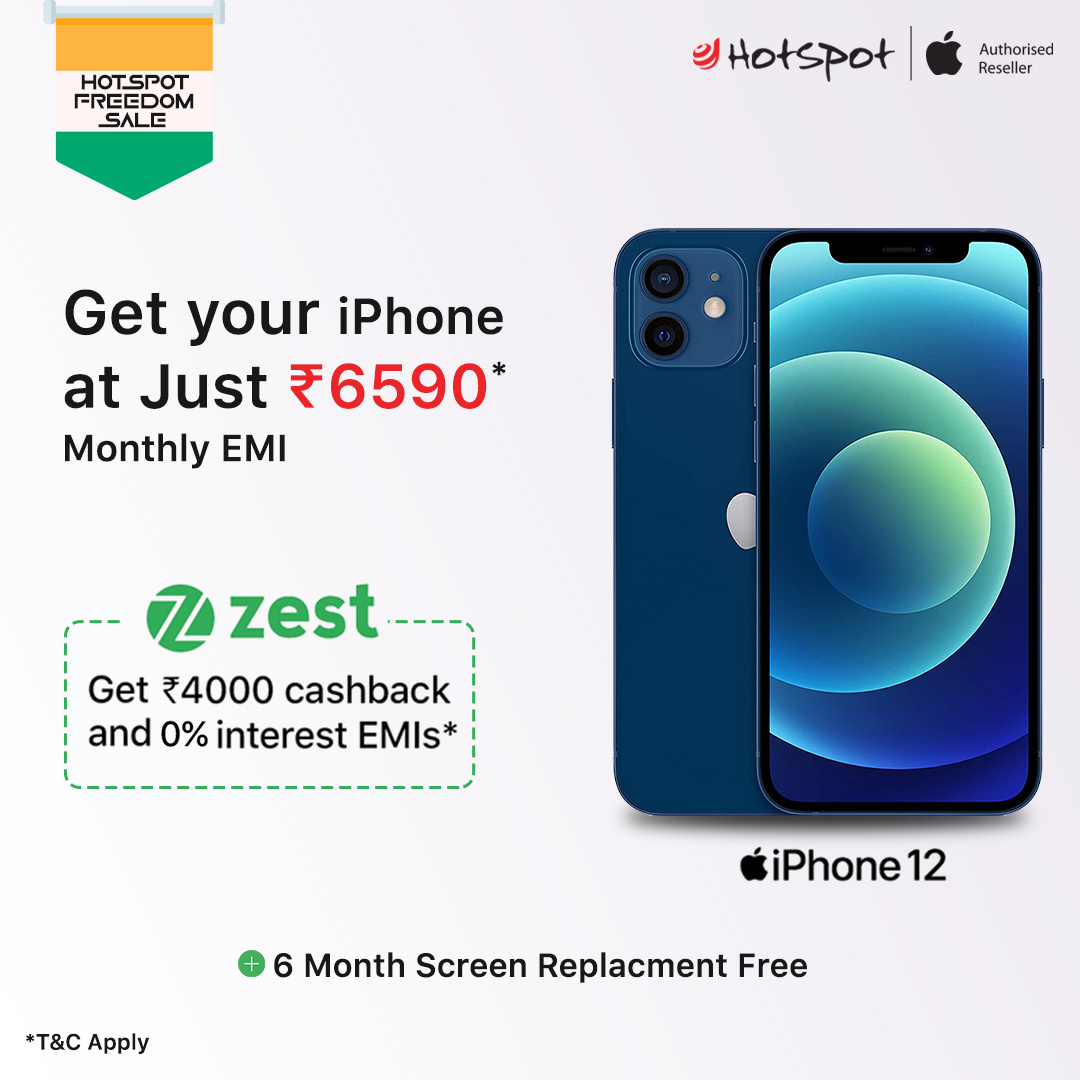 HOTSPOT
FREEDOM
SALE
HOTSPOT
Authorised
Reseller
Get your iPhone
at Just ₹6590*
Monthly EMI
zest
Get ₹4000 cashback
and 0% interest EMIs*
iPhone 12
6 Month Screen Replacment Free
*T&C Apply